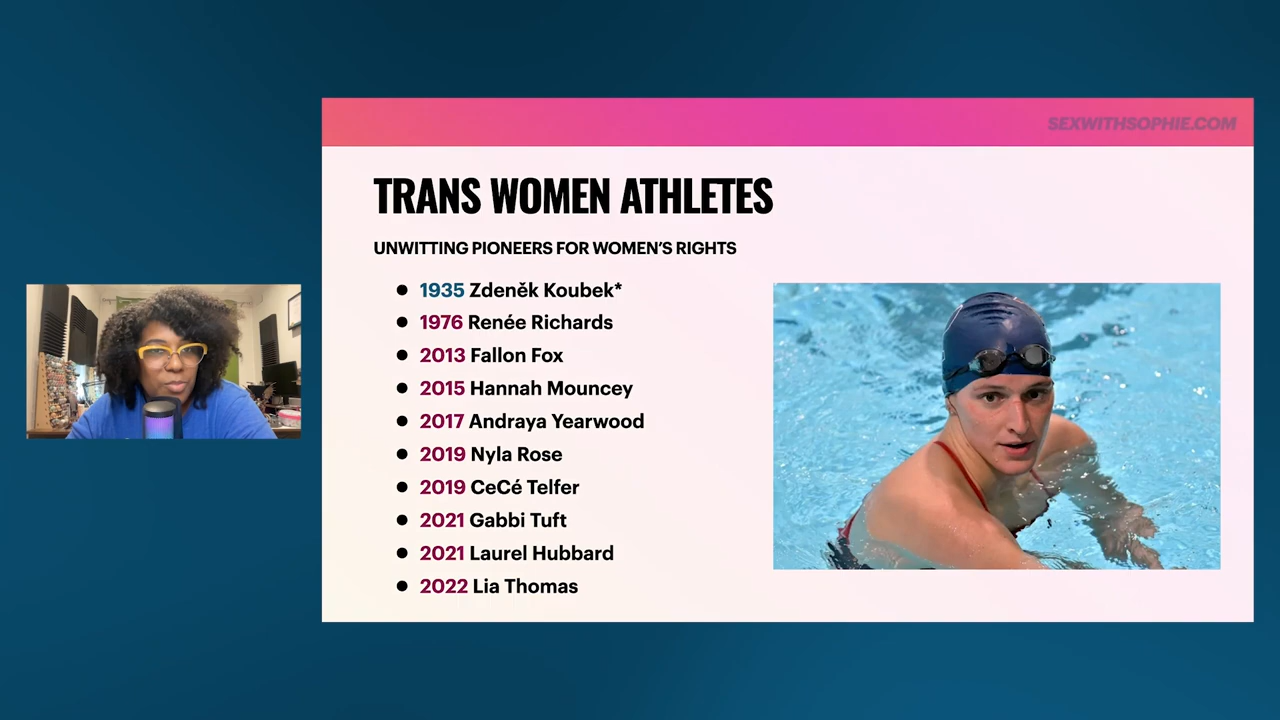 SEXWITHSOPHIE.COM
TRANS WOMEN ATHLETES
UNWITTING PIONEERS FOR WOMEN'S RIGHTS
● 1935 Zdeněk Koubek*
● 1976 Renée Richards
● 2013 Fallon Fox
● 2015 Hannah Mouncey
● 2017 Andraya Yearwood
● 2019 Nyla Rose
● 2019 CeCé Telfer
● 2021 Gabbi Tuft
● 2021 Laurel Hubbard
● 2022 Lia Thomas